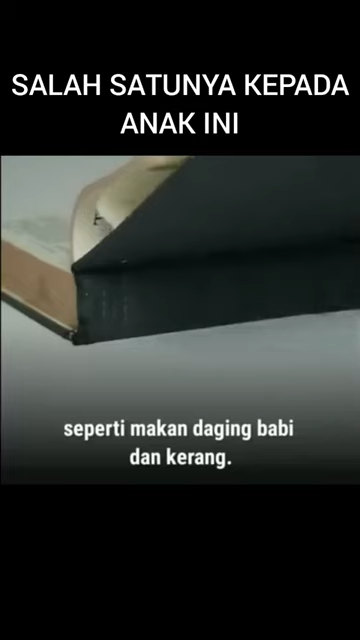 SALAH SATUNYA KEPADA
ANAK INI
seperti makan daging babi
dan kerang.